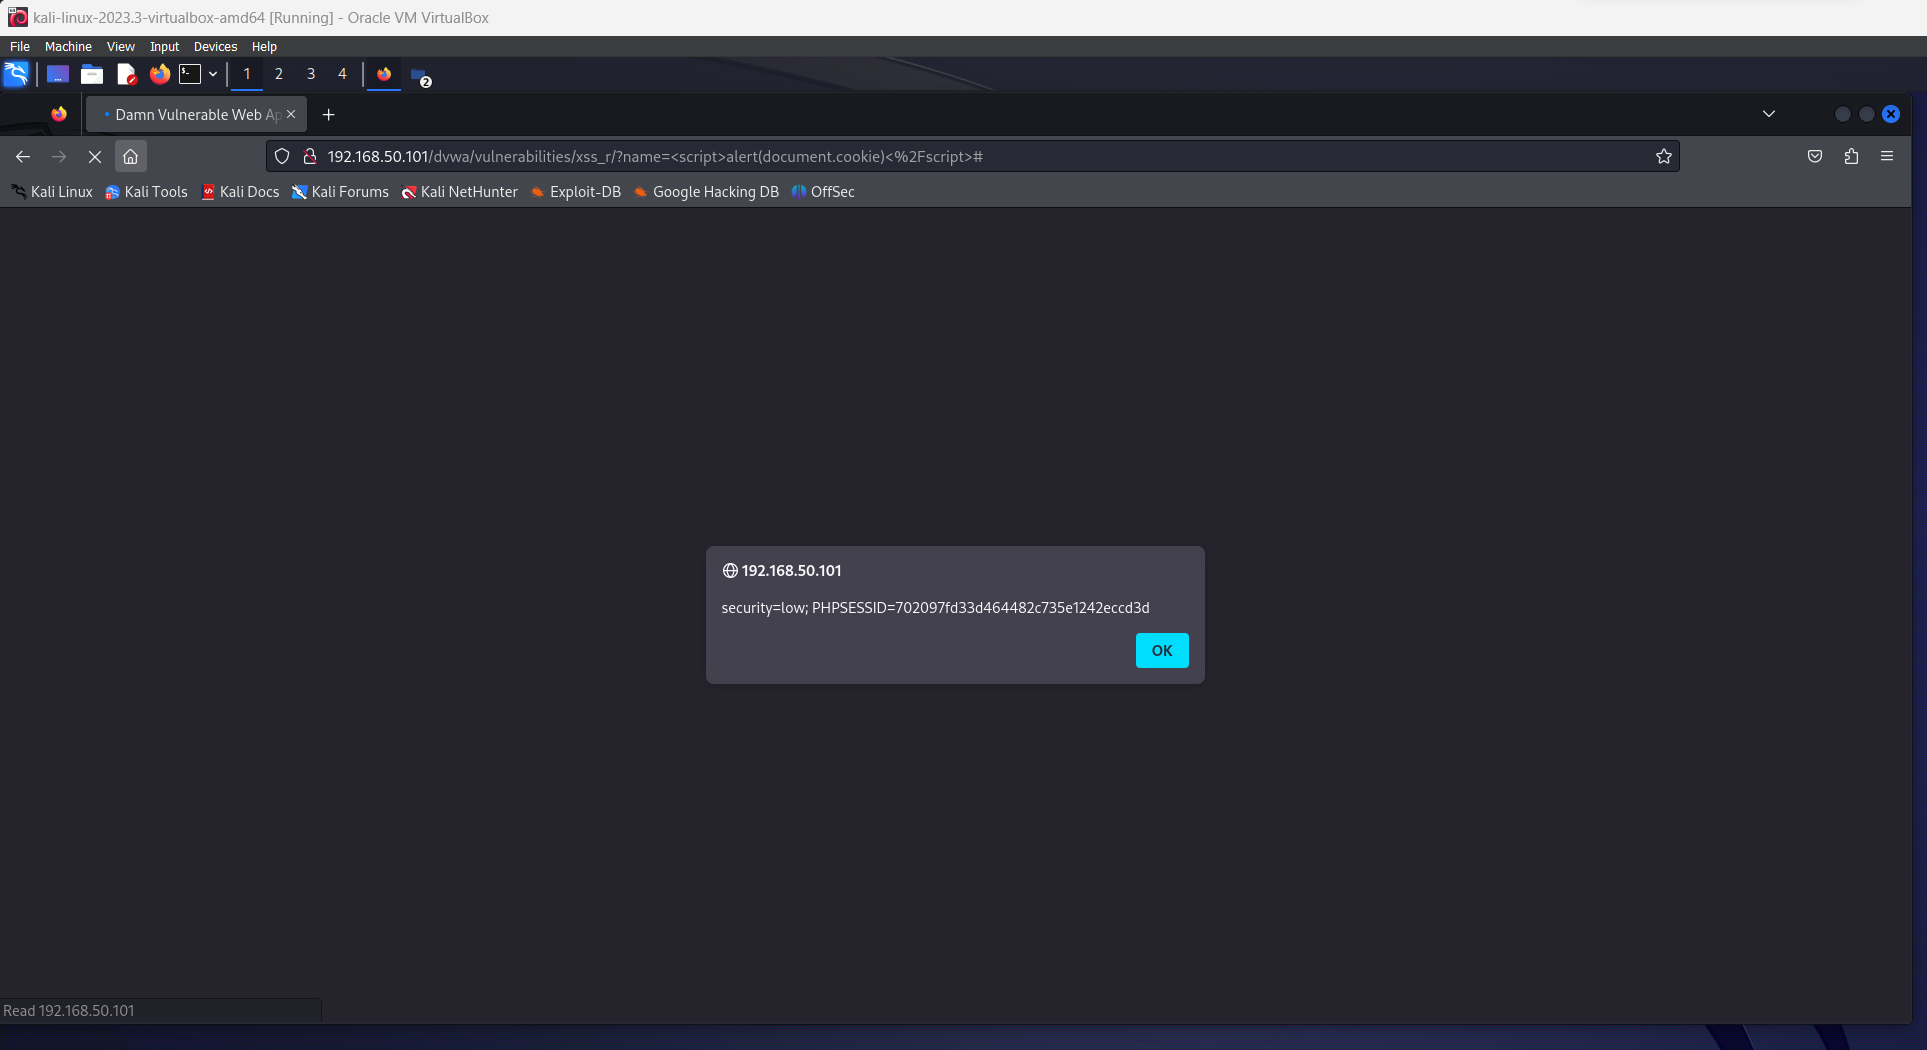 kali-linux-2023.3-virtualbox-amd64 [Running] - Oracle VM VirtualBox
File Machine View Input Devices Help
1 2 3 4 2
Damn Vulnerable Web Ap
192.168.50.101/dvwa/vulnerabilities/xss_r/?name=<script>alert(document.cookie)<%2Fscript>#
Kali Linux Kali Tools Kali Docs Kali Forums Kali NetHunter Exploit-DB Google Hacking DB OffSec
192.168.50.101
security=low; PHPSESSID=702097fd33d464482c735e1242eccd3d
OK
Read 192.168.50.101